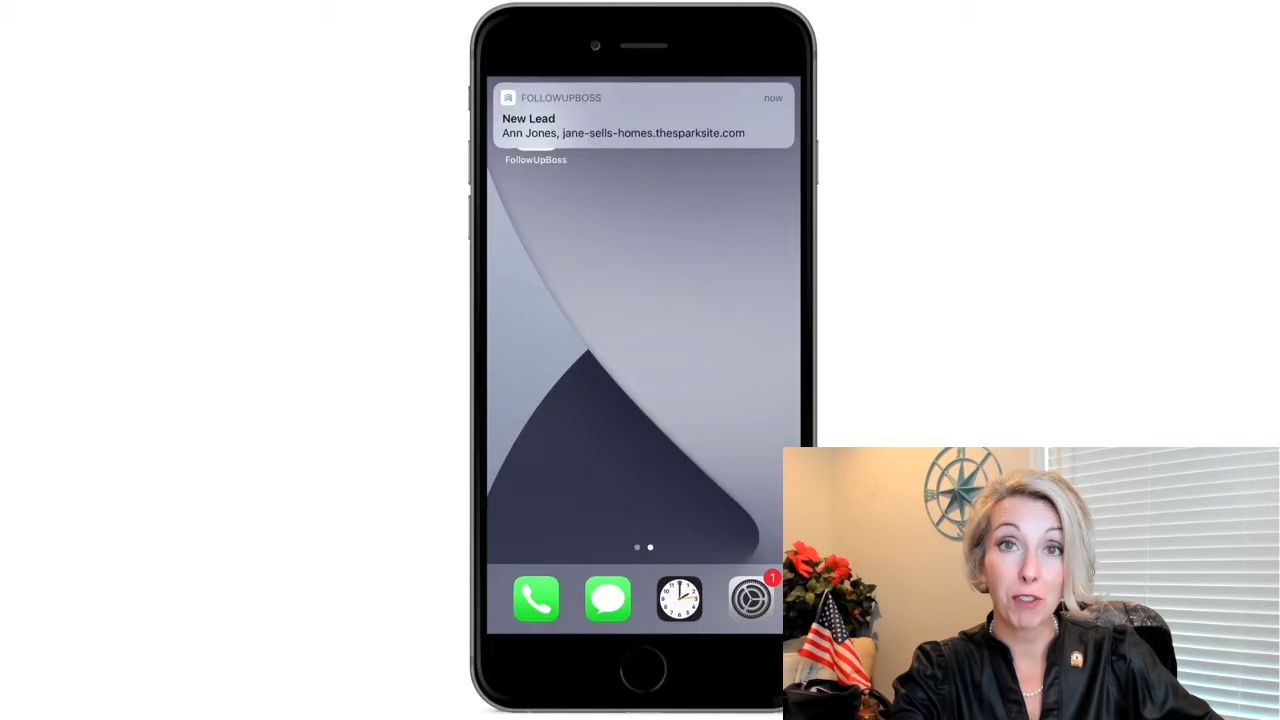 FOLLOWUPBOSS now
New Lead
Ann Jones, jane-sells-homes.thesparksite.com
FollowUpBoss
1